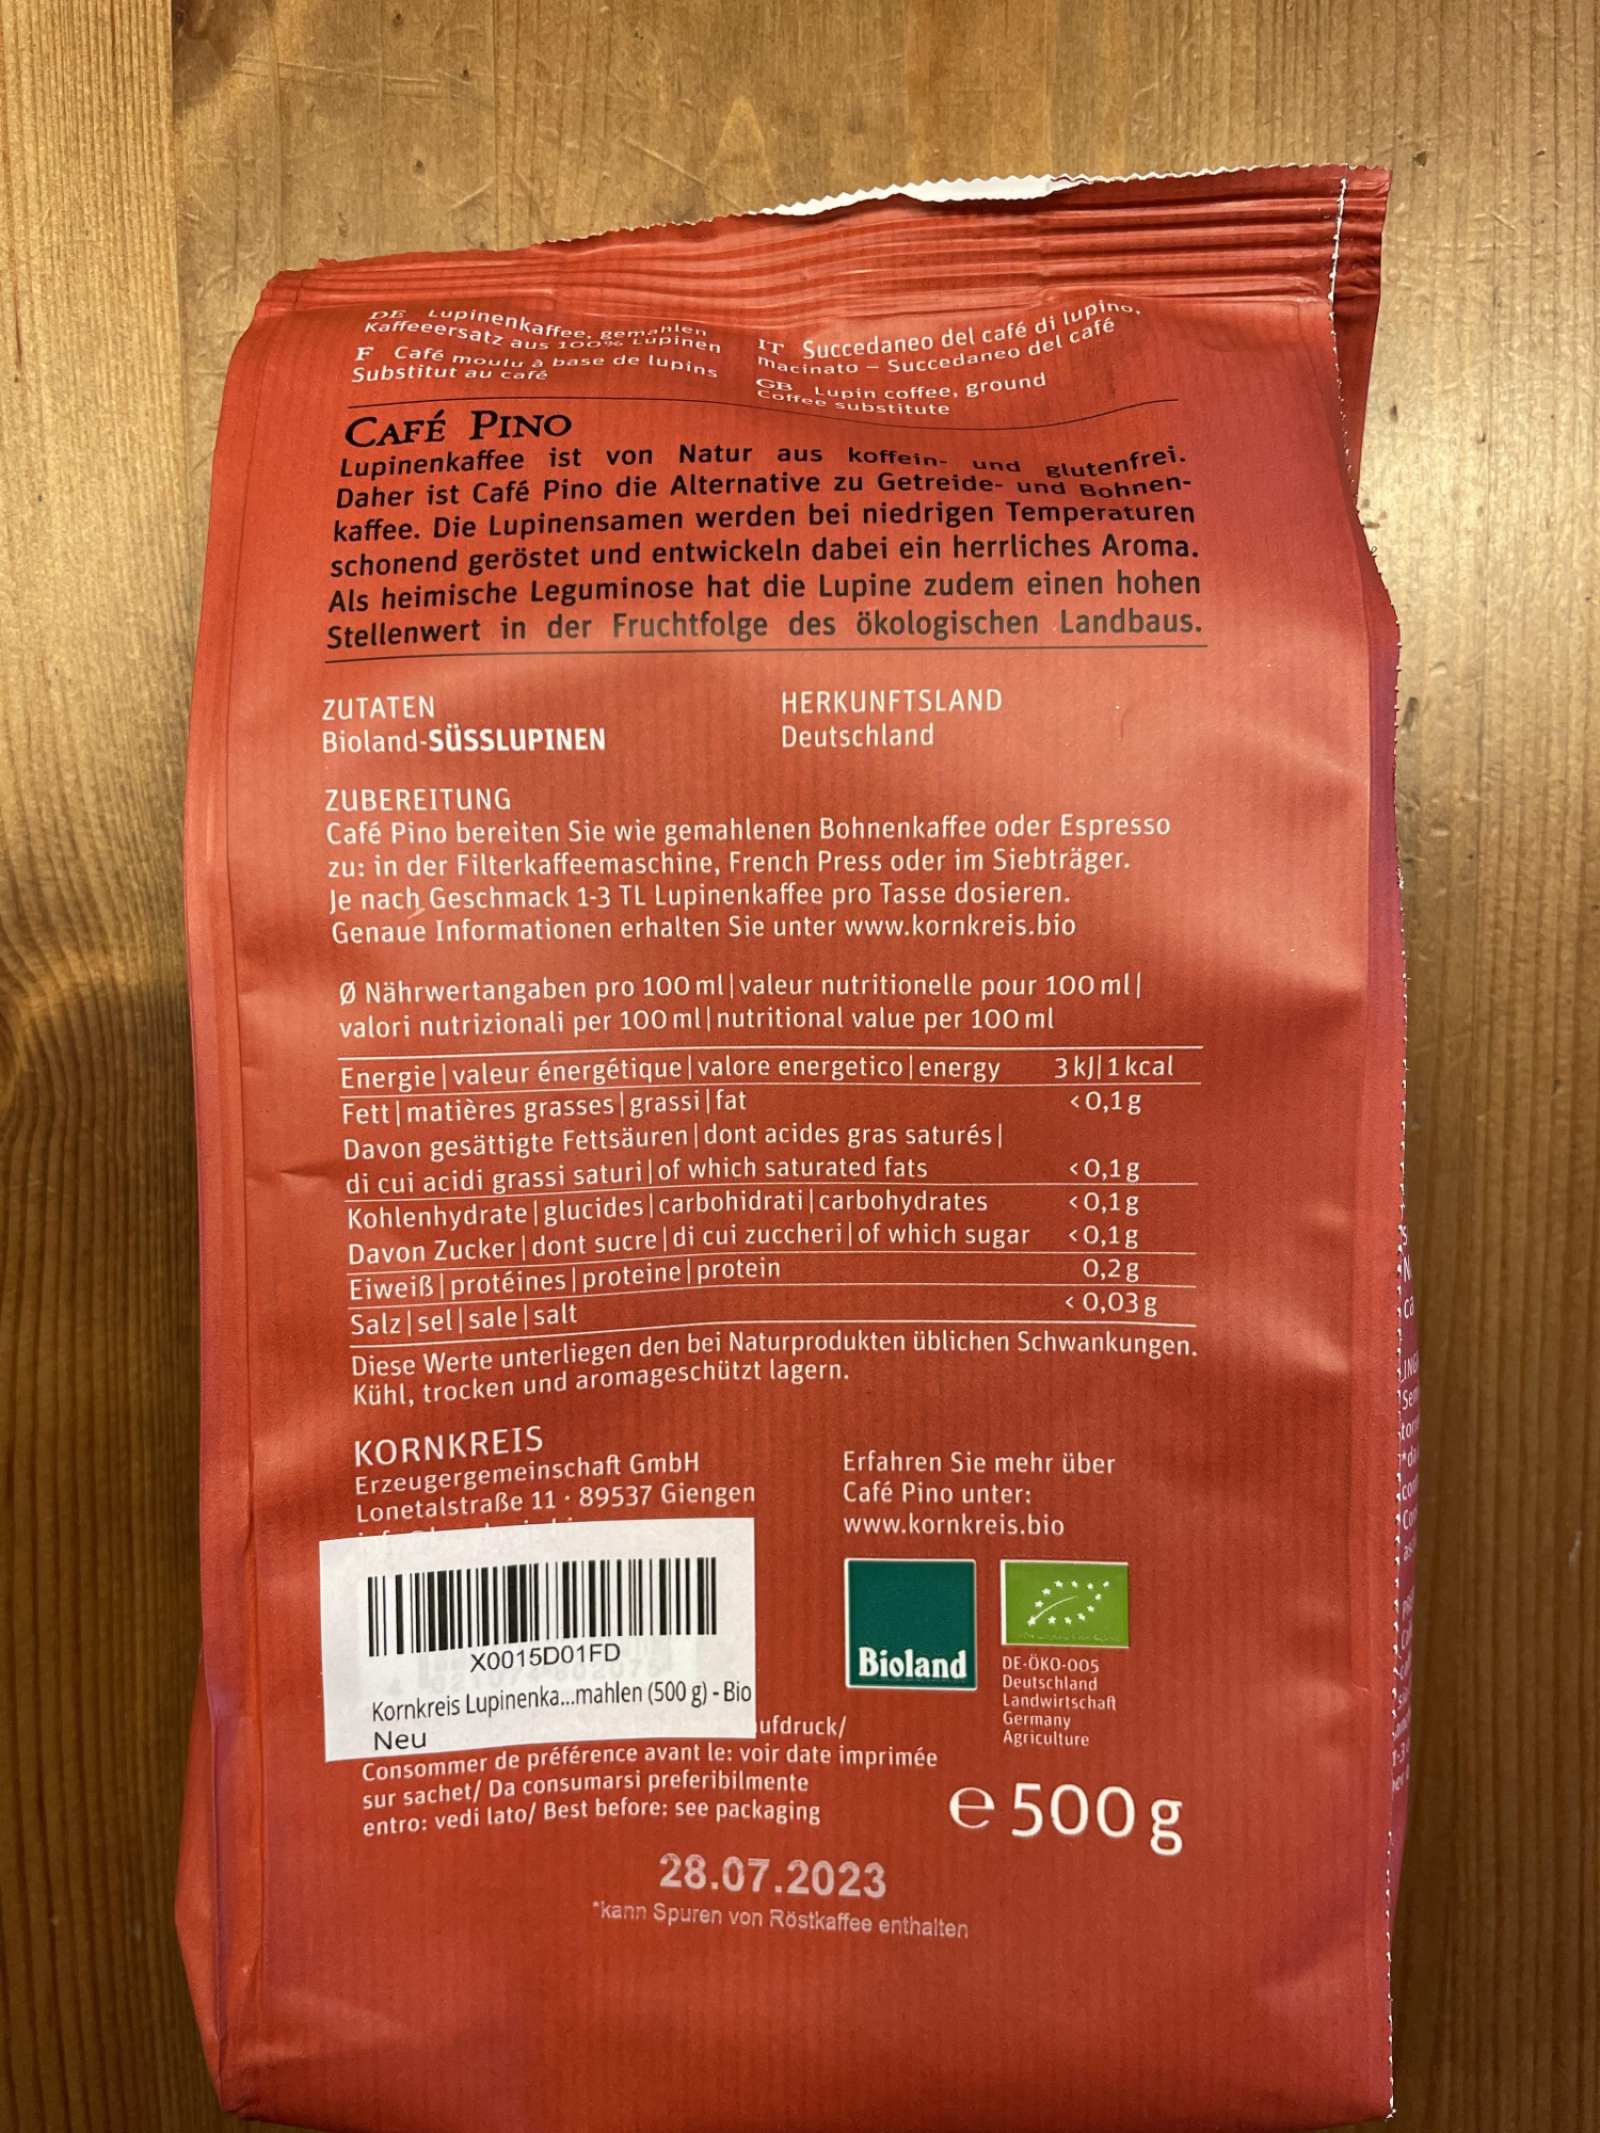 DE Lupinenkaffee, gemahlen
Kaffeeersatz aus 100% Lupinen
F Café moulu à base de lupins
Substitut au café
IT Succedaneo del café di lupino,
macinato – Succedaneo del café
GB Lupin coffee, ground
Coffee substitute
CAFÉ PINO
Lupinenkaffee ist von Natur aus koffein- und glutenfrei.
Daher ist Café Pino die Alternative zu Getreide- und Bohnen-
kaffee. Die Lupinensamen werden bei niedrigen Temperaturen
schonend geröstet und entwickeln dabei ein herrliches Aroma.
Als heimische Leguminose hat die Lupine zudem einen hohen
Stellenwert in der Fruchtfolge des ökologischen Landbaus.
ZUTATEN
Bioland-SÜSSLUPINEN
HERKUNFTSLAND
Deutschland
ZUBEREITUNG
Café Pino bereiten Sie wie gemahlenen Bohnenkaffee oder Espresso
zu: in der Filterkaffeemaschine, French Press oder im Siebträger.
Je nach Geschmack 1-3 TL Lupinenkaffee pro Tasse dosieren.
Genaue Informationen erhalten Sie unter www.kornkreis.bio
Ø Nährwertangaben pro 100 ml | valeur nutritionelle pour 100 ml |
valori nutrizionali per 100 ml | nutritional value per 100 ml
Energie | valeur énergétique | valore energetico | energy 3 kJ | 1 kcal
Fett | matières grasses | grassi | fat < 0,1 g
Davon gesättigte Fettsäuren | dont acides gras saturés |
di cui acidi grassi saturi | of which saturated fats < 0,1 g
Kohlenhydrate | glucides | carbohidrati | carbohydrates < 0,1 g
Davon Zucker | dont sucre | di cui zuccheri | of which sugar < 0,1 g
Eiweiß | protéines | proteine | protein 0,2 g
Salz | sel | sale | salt < 0,03 g
Diese Werte unterliegen den bei Naturprodukten üblichen Schwankungen.
Kühl, trocken und aromageschützt lagern.
KORNKREIS
Erzeugergemeinschaft GmbH
Lonetalstraße 11 · 89537 Giengen
Erfahren Sie mehr über
Café Pino unter:
www.kornkreis.bio
X0015D01FD
Kornkreis Lupinenka...mahlen (500 g) - Bio
Neu
Bioland
DE-ÖKO-005
Deutschland
Landwirtschaft
Germany
Agriculture
ufdruck/
Consommer de préférence avant le: voir date imprimée
sur sachet/ Da consumarsi preferibilmente
entro: vedi lato/ Best before: see packaging
e 500 g
28.07.2023
*kann Spuren von Röstkaffee enthalten